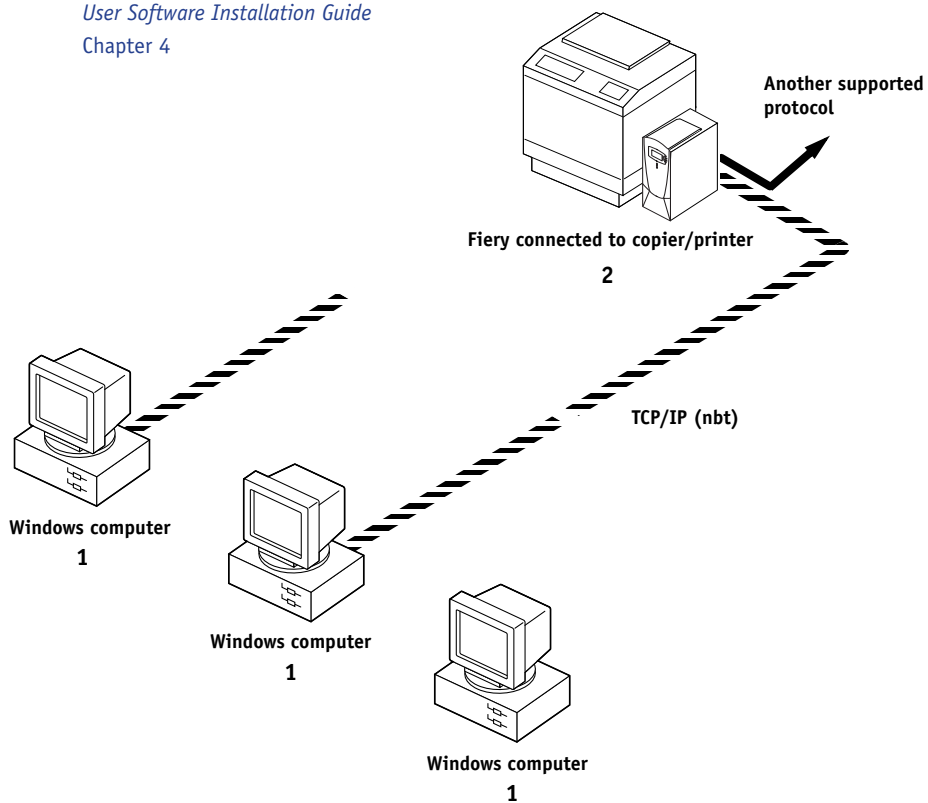 User Software Installation Guide
Chapter 4
Another supported
protocol
Fiery connected to copier/printer
2
TCP/IP (nbt)
Windows computer
1
Windows computer
1
Windows computer
1